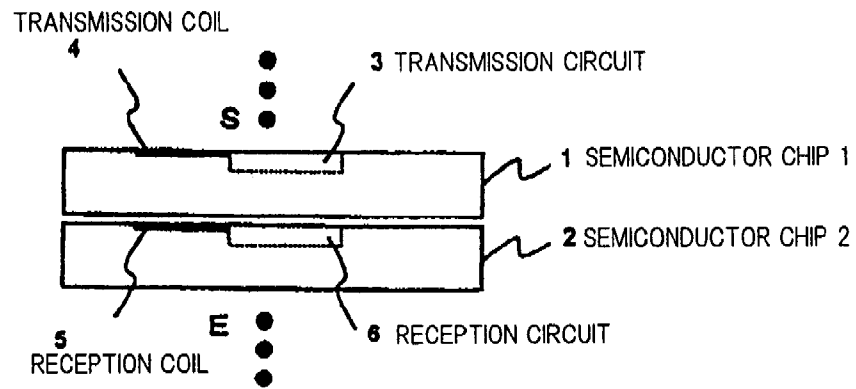 TRANSMISSION COIL
4
3 TRANSMISSION CIRCUIT
S
1 SEMICONDUCTOR CHIP 1
2 SEMICONDUCTOR CHIP 2
E
5
RECEPTION COIL
6 RECEPTION CIRCUIT